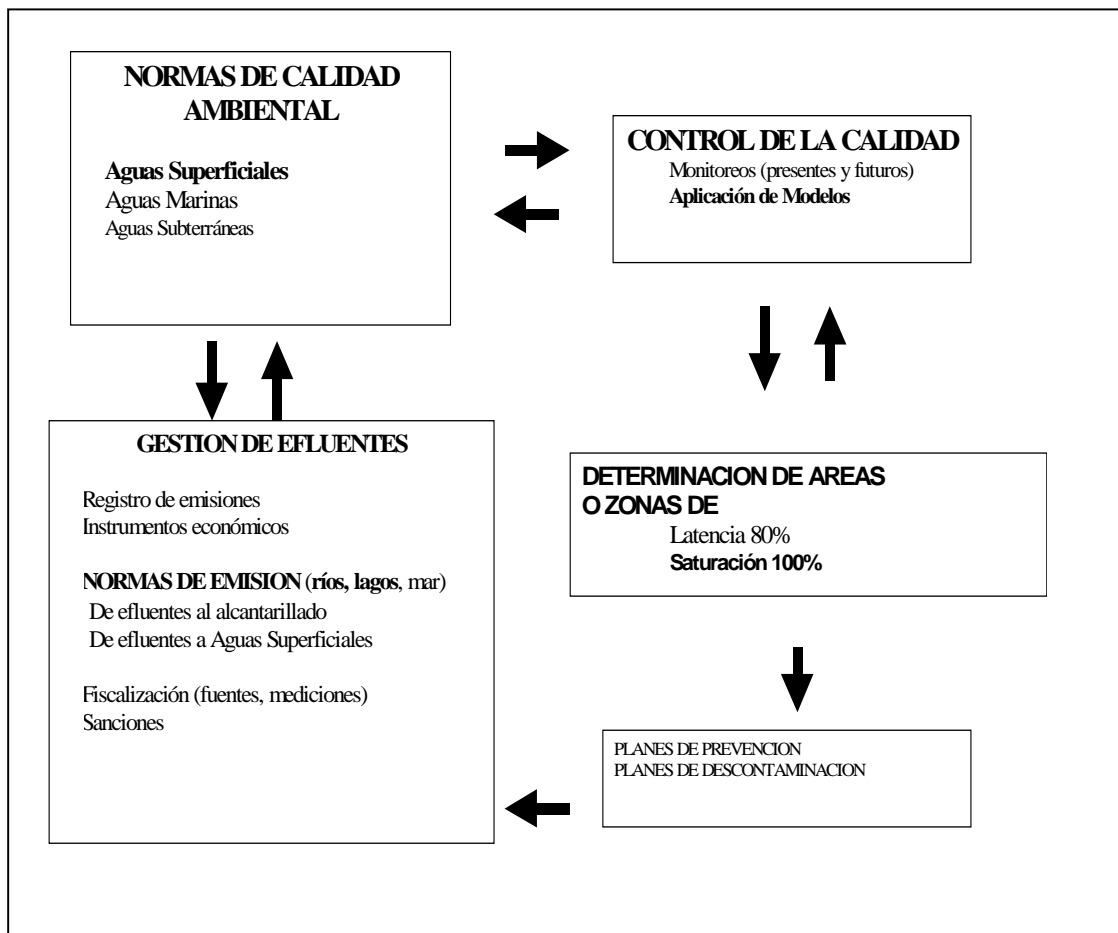 NORMAS DE CALIDAD
AMBIENTAL
Aguas Superficiales
Aguas Marinas
Aguas Subterráneas
CONTROL DE LA CALIDAD
Monitoreos (presentes y futuros)
Aplicación de Modelos
GESTION DE EFLUENTES
Registro de emisiones
Instrumentos económicos
NORMAS DE EMISION (ríos, lagos, mar)
De efluentes al alcantarillado
De efluentes a Aguas Superficiales
Fiscalización (fuentes, mediciones)
Sanciones
DETERMINACION DE AREAS
O ZONAS DE
Latencia 80%
Saturación 100%
PLANES DE PREVENCION
PLANES DE DESCONTAMINACION